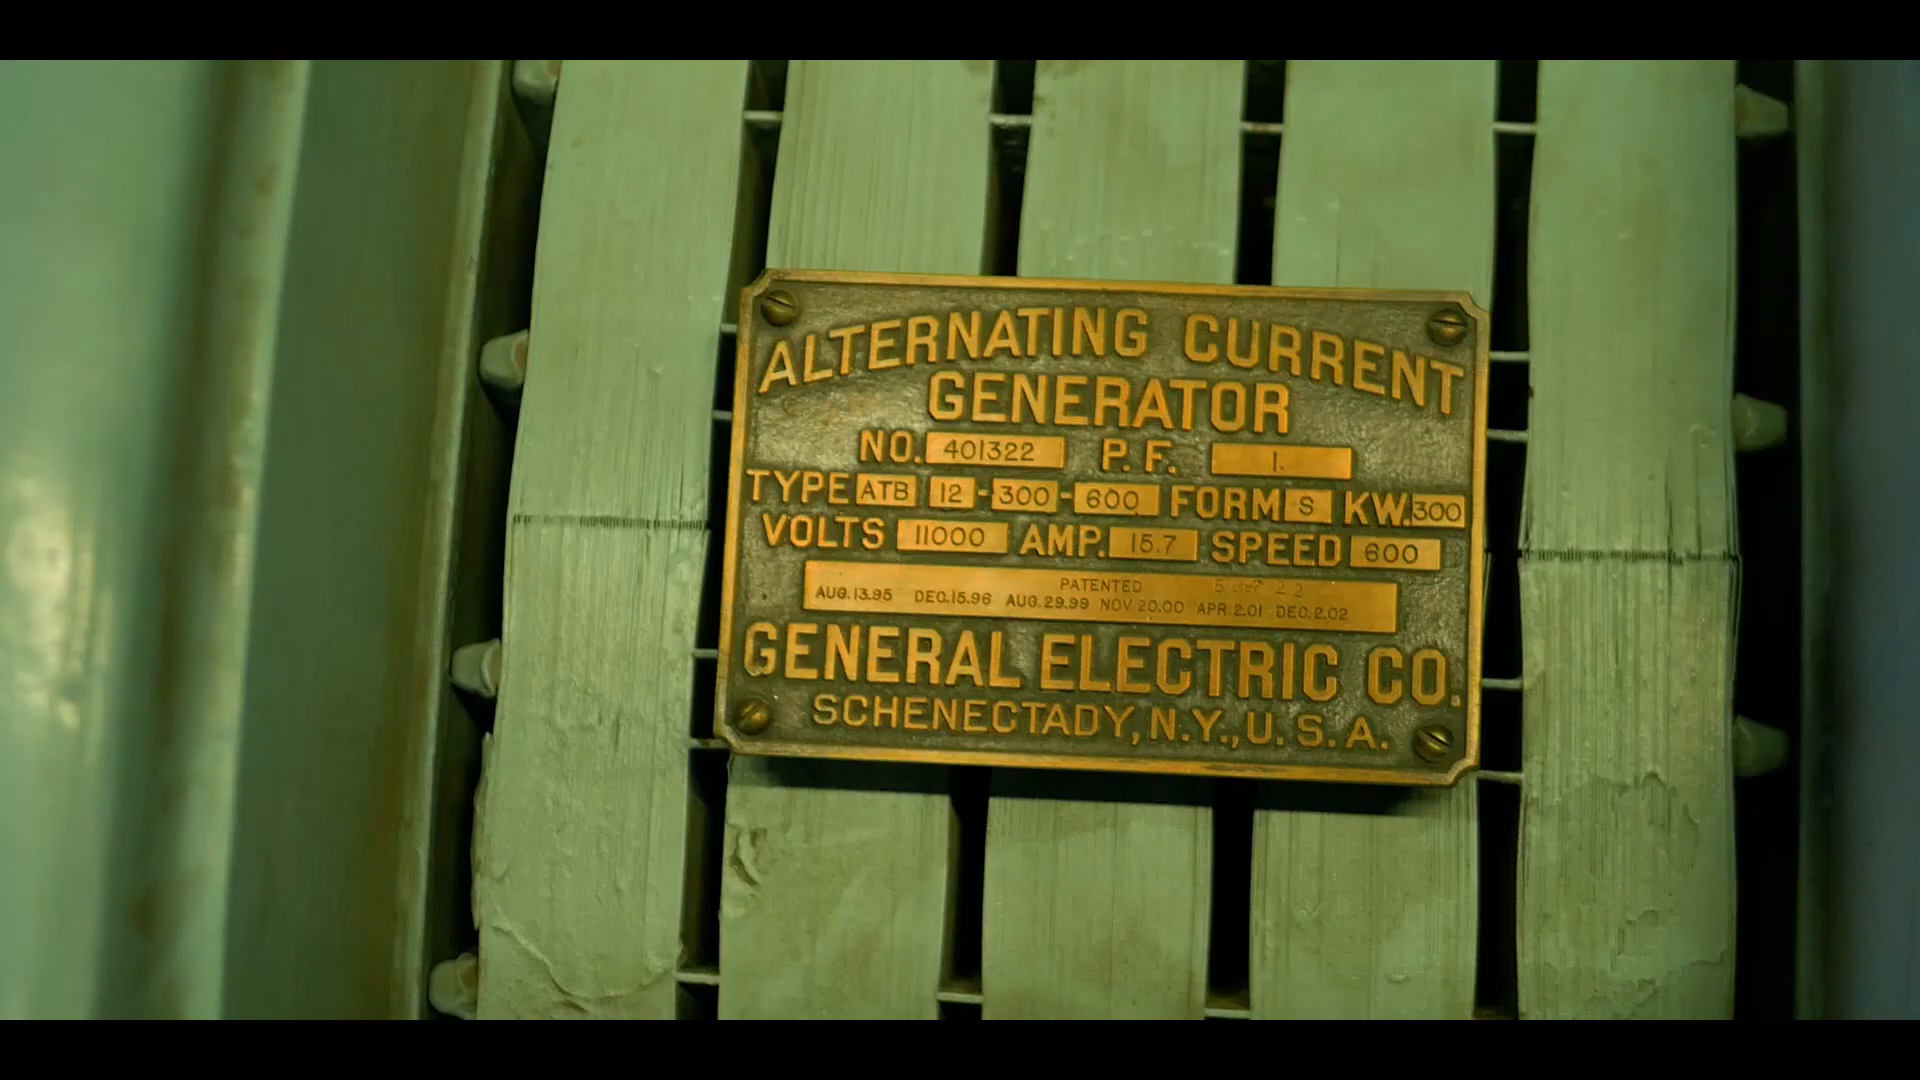 ALTERNATING CURRENT
GENERATOR
NO. 401322 P. F. 1.
TYPE ATB 12-300-600 FORM S KW. 300
VOLTS 11000 AMP. 15.7 SPEED 600
PATENTED
AUG.13.95 DEC.15.96 AUG.29.99 NOV.20.00 APR.2.01 DEC.2.02
GENERAL ELECTRIC CO.
SCHENECTADY, N.Y., U.S.A.